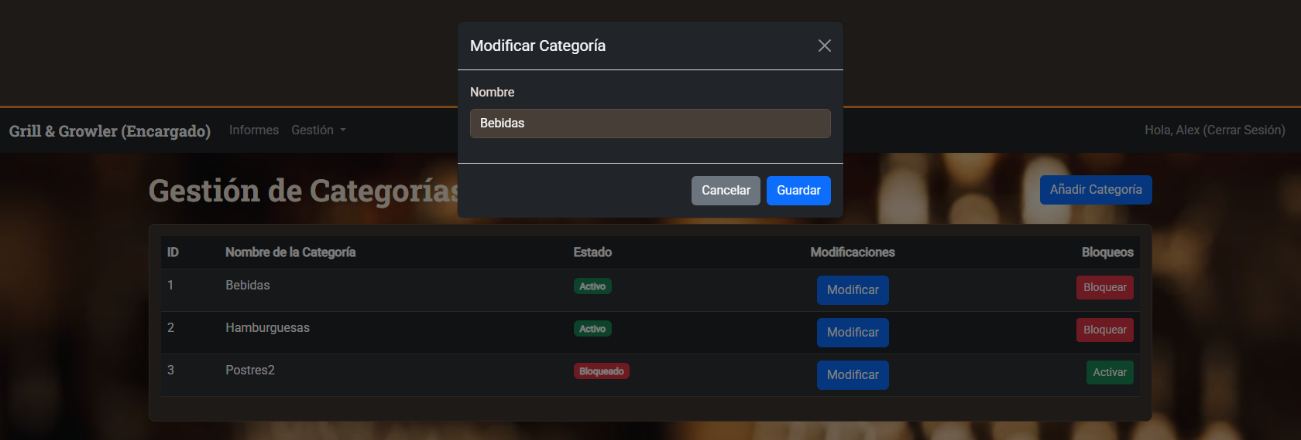 Modificar Categoría
Nombre
Bebidas
Cancelar Guardar
Grill & Growler (Encargado) Informes Gestión Hola, Alex (Cerrar Sesión)
Gestión de Categorías Añadir Categoría
ID Nombre de la Categoría Estado Modificaciones Bloqueos
1 Bebidas Activo Modificar Bloquear
2 Hamburguesas Activo Modificar Bloquear
3 Postres2 Bloqueado Modificar Activar